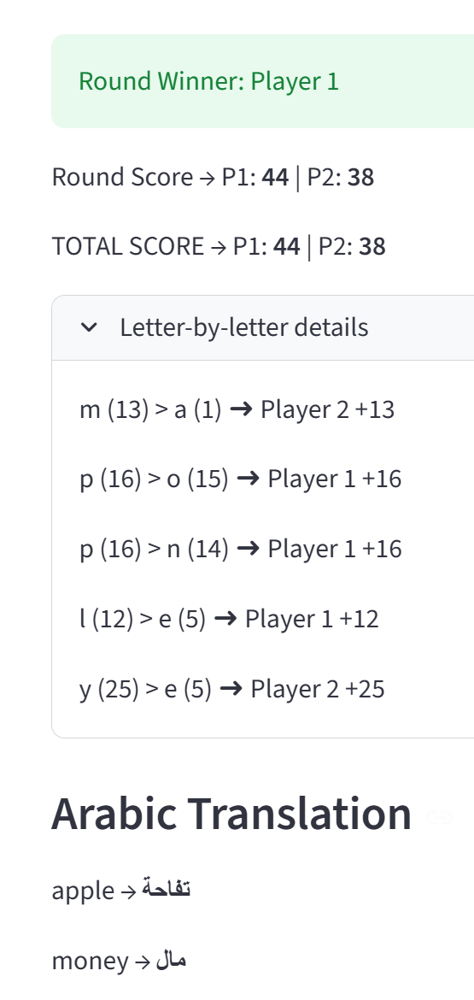 Round Winner: Player 1
Round Score → P1: 44 | P2: 38
TOTAL SCORE → P1: 44 | P2: 38
Letter-by-letter details
m (13) > a (1) ➜ Player 2 +13
p (16) > o (15) ➜ Player 1 +16
p (16) > n (14) ➜ Player 1 +16
l (12) > e (5) ➜ Player 1 +12
y (25) > e (5) ➜ Player 2 +25
Arabic Translation
apple → تفاحة
money → مال